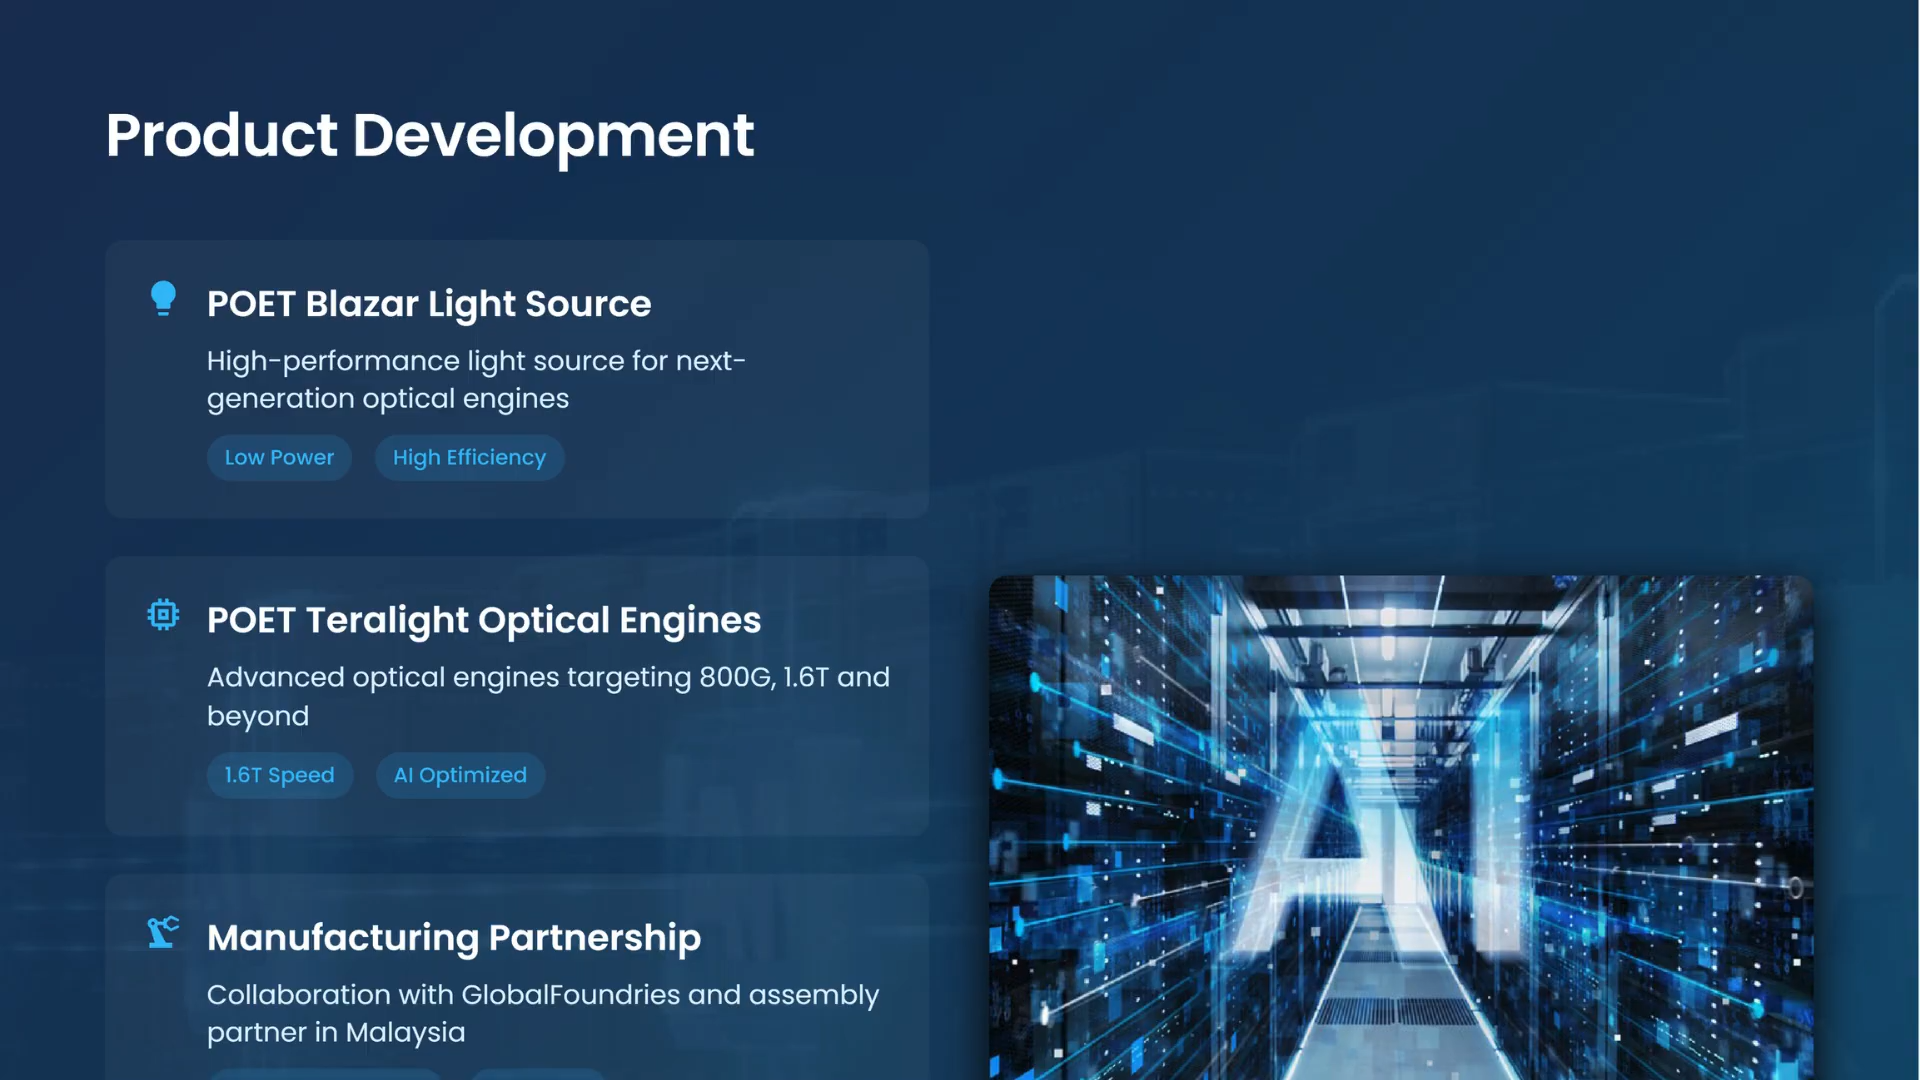 Product Development
POET Blazar Light Source
High-performance light source for next-
generation optical engines
Low Power
High Efficiency
POET Teralight Optical Engines
Advanced optical engines targeting 800G, 1.6T and
beyond
1.6T Speed
AI Optimized
Manufacturing Partnership
Collaboration with GlobalFoundries and assembly
partner in Malaysia
AI